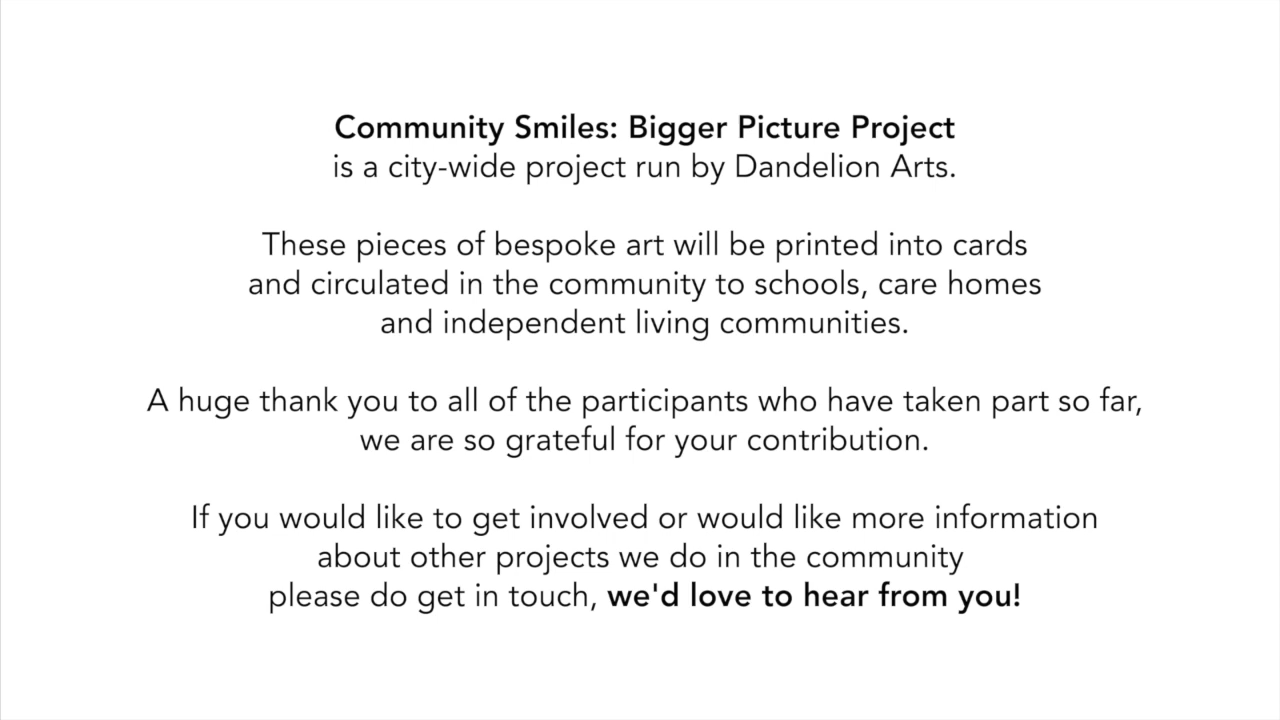 Community Smiles: Bigger Picture Project
is a city-wide project run by Dandelion Arts.
These pieces of bespoke art will be printed into cards
and circulated in the community to schools, care homes
and independent living communities.
A huge thank you to all of the participants who have taken part so far,
we are so grateful for your contribution.
If you would like to get involved or would like more information
about other projects we do in the community
please do get in touch, we'd love to hear from you!